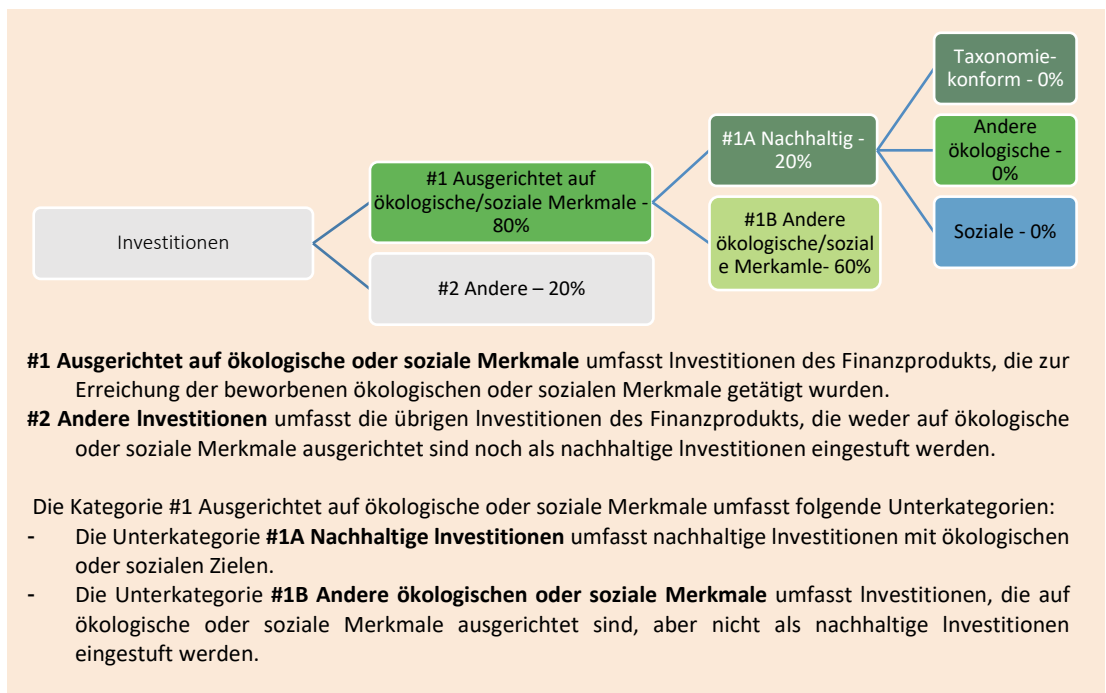 Taxonomie-
konform - 0%
#1A Nachhaltig -
20%
Andere
ökologische -
0%
#1 Ausgerichtet auf
ökologische/soziale Merkmale -
80%
Investitionen
#1B Andere
ökologische/sozial
e Merkamle- 60%
Soziale - 0%
#2 Andere – 20%
#1 Ausgerichtet auf ökologische oder soziale Merkmale umfasst Investitionen des Finanzprodukts, die zur
Erreichung der beworbenen ökologischen oder sozialen Merkmale getätigt wurden.
#2 Andere Investitionen umfasst die übrigen Investitionen des Finanzprodukts, die weder auf ökologische
oder soziale Merkmale ausgerichtet sind noch als nachhaltige Investitionen eingestuft werden.
Die Kategorie #1 Ausgerichtet auf ökologische oder soziale Merkmale umfasst folgende Unterkategorien:
- Die Unterkategorie #1A Nachhaltige Investitionen umfasst nachhaltige Investitionen mit ökologischen
oder sozialen Zielen.
- Die Unterkategorie #1B Andere ökologischen oder soziale Merkmale umfasst Investitionen, die auf
ökologische oder soziale Merkmale ausgerichtet sind, aber nicht als nachhaltige Investitionen
eingestuft werden.